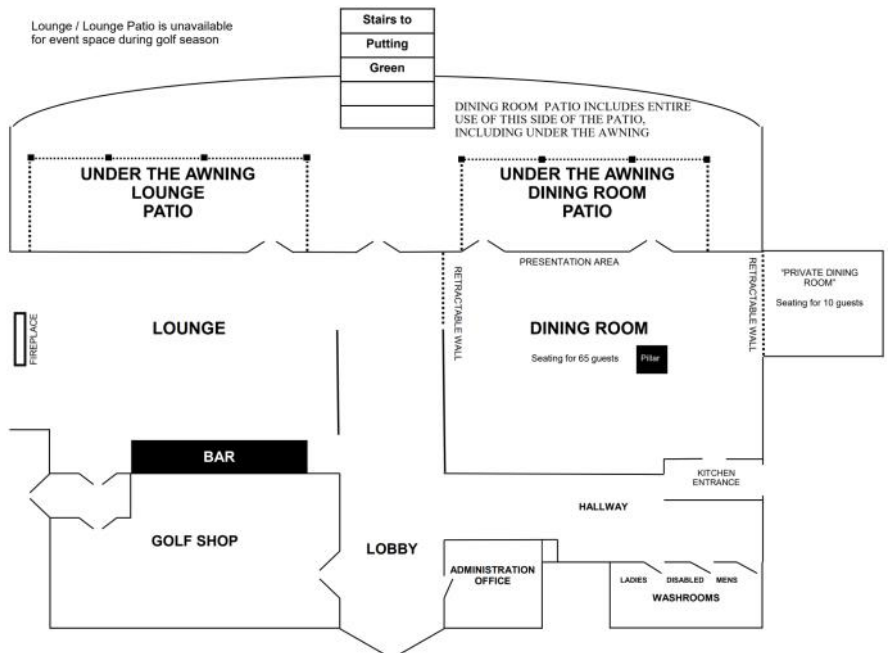 Lounge / Lounge Patio is unavailable
for event space during golf season
Stairs to
Putting
Green
DINING ROOM PATIO INCLUDES ENTIRE
USE OF THIS SIDE OF THE PATIO,
INCLUDING UNDER THE AWNING
UNDER THE AWNING
LOUNGE
PATIO
UNDER THE AWNING
DINING ROOM
PATIO
PRESENTATION AREA
RETRACTABLE WALL
RETRACTABLE WALL
"PRIVATE DINING
ROOM"
Seating for 10 guests
FIREPLACE
LOUNGE
DINING ROOM
Seating for 65 guests
Pillar
BAR
KITCHEN
ENTRANCE
HALLWAY
GOLF SHOP
LOBBY
ADMINISTRATION
OFFICE
LADIES
DISABLED
MENS
WASHROOMS